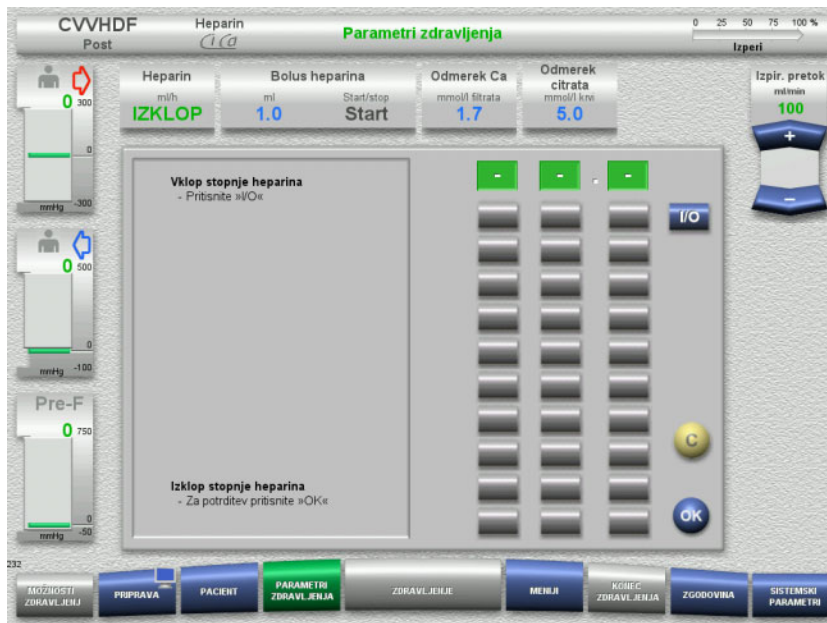 CVVHDF
Post
Heparin
Ci Ca
Parametri zdravljenja
0 25 50 75 100 %
Izperi
Heparin
ml/h
IZKLOP
Bolus heparina
ml
Start/stop
1.0
Start
Odmerek Ca
mmol/l filtrata
1.7
Odmerek
citrata
mmol/l krvi
5.0
Izpir. pretok
ml/min
100
+
–
0
300
0
mmHg
-300
0
500
0
mmHg
-100
Pre-F
0
750
0
mmHg
-50
Vklop stopnje heparina
- Pritisnite »I/O«
Izklop stopnje heparina
- Za potrditev pritisnite »OK«
- - . -
I/O
C
OK
232
MOŽNOSTI
ZDRAVLJENJ
PRIPRAVA
PACIENT
PARAMETRI
ZDRAVLJENJA
ZDRAVLJENJE
MENIJI
KONEC
ZDRAVLJENJA
ZGODOVINA
SISTEMSKI
PARAMETRI